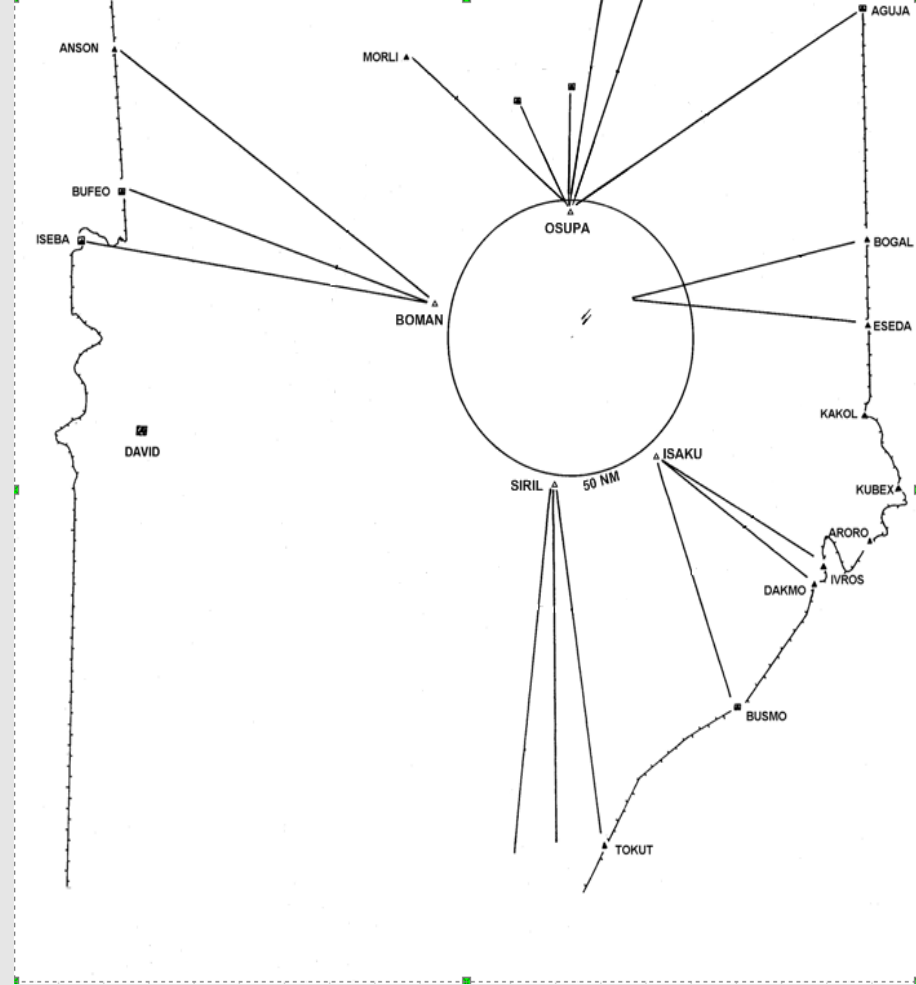 AGUJA
ANSON
MORLI
BUFEO
OSUPA
ISEBA
BOGAL
BOMAN
ESEDA
KAKOL
DAVID
ISAKU
SIRIL
50 NM
KUBEX
ARORO
IVROS
DAKMO
BUSMO
TOKUT